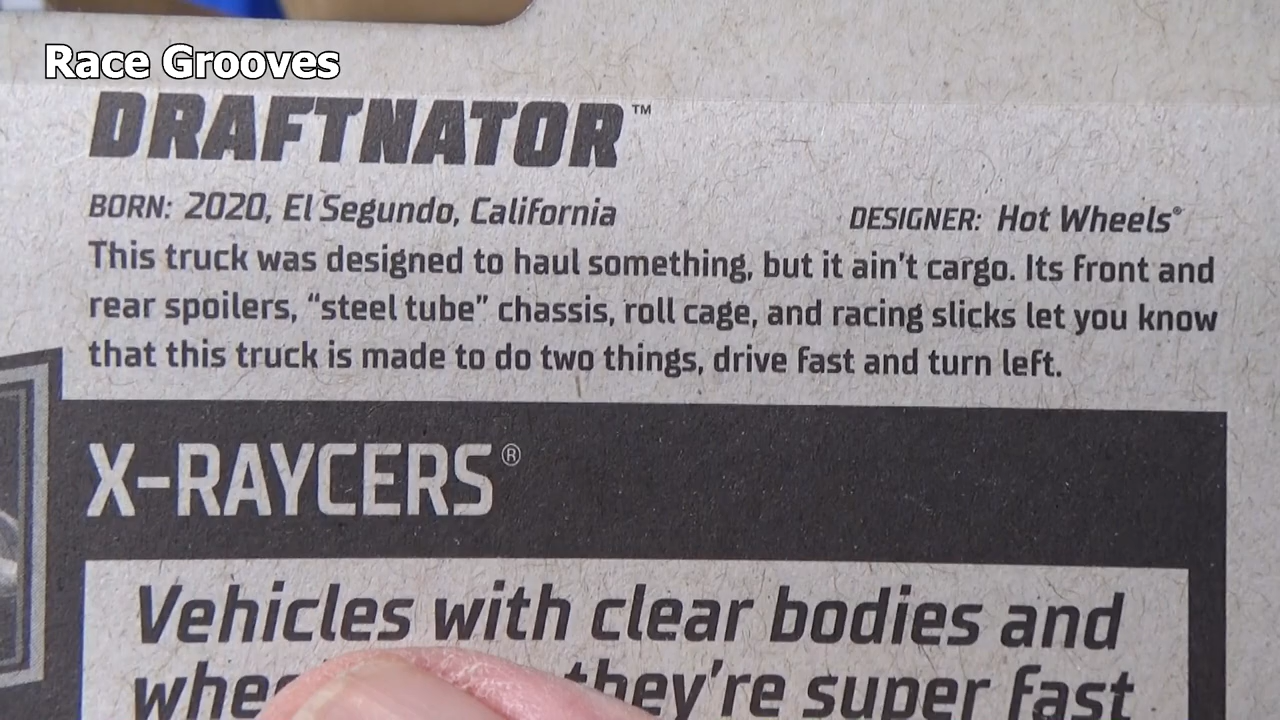 Race Grooves
DRAFTNATOR™
BORN: 2020, El Segundo, California DESIGNER: Hot Wheels®
This truck was designed to haul something, but it ain't cargo. Its front and
rear spoilers, “steel tube” chassis, roll cage, and racing slicks let you know
that this truck is made to do two things, drive fast and turn left.
X-RAYCERS®
Vehicles with clear bodies and
they're super fast